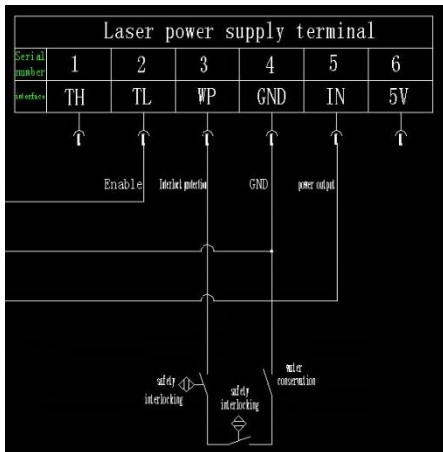 Laser power supply terminal
Serial number 1 2 3 4 5 6
interface TH TL WP GND IN 5V
Enable Interlock protection GND power output
water
conservation
safety
interlocking
safety
interlocking